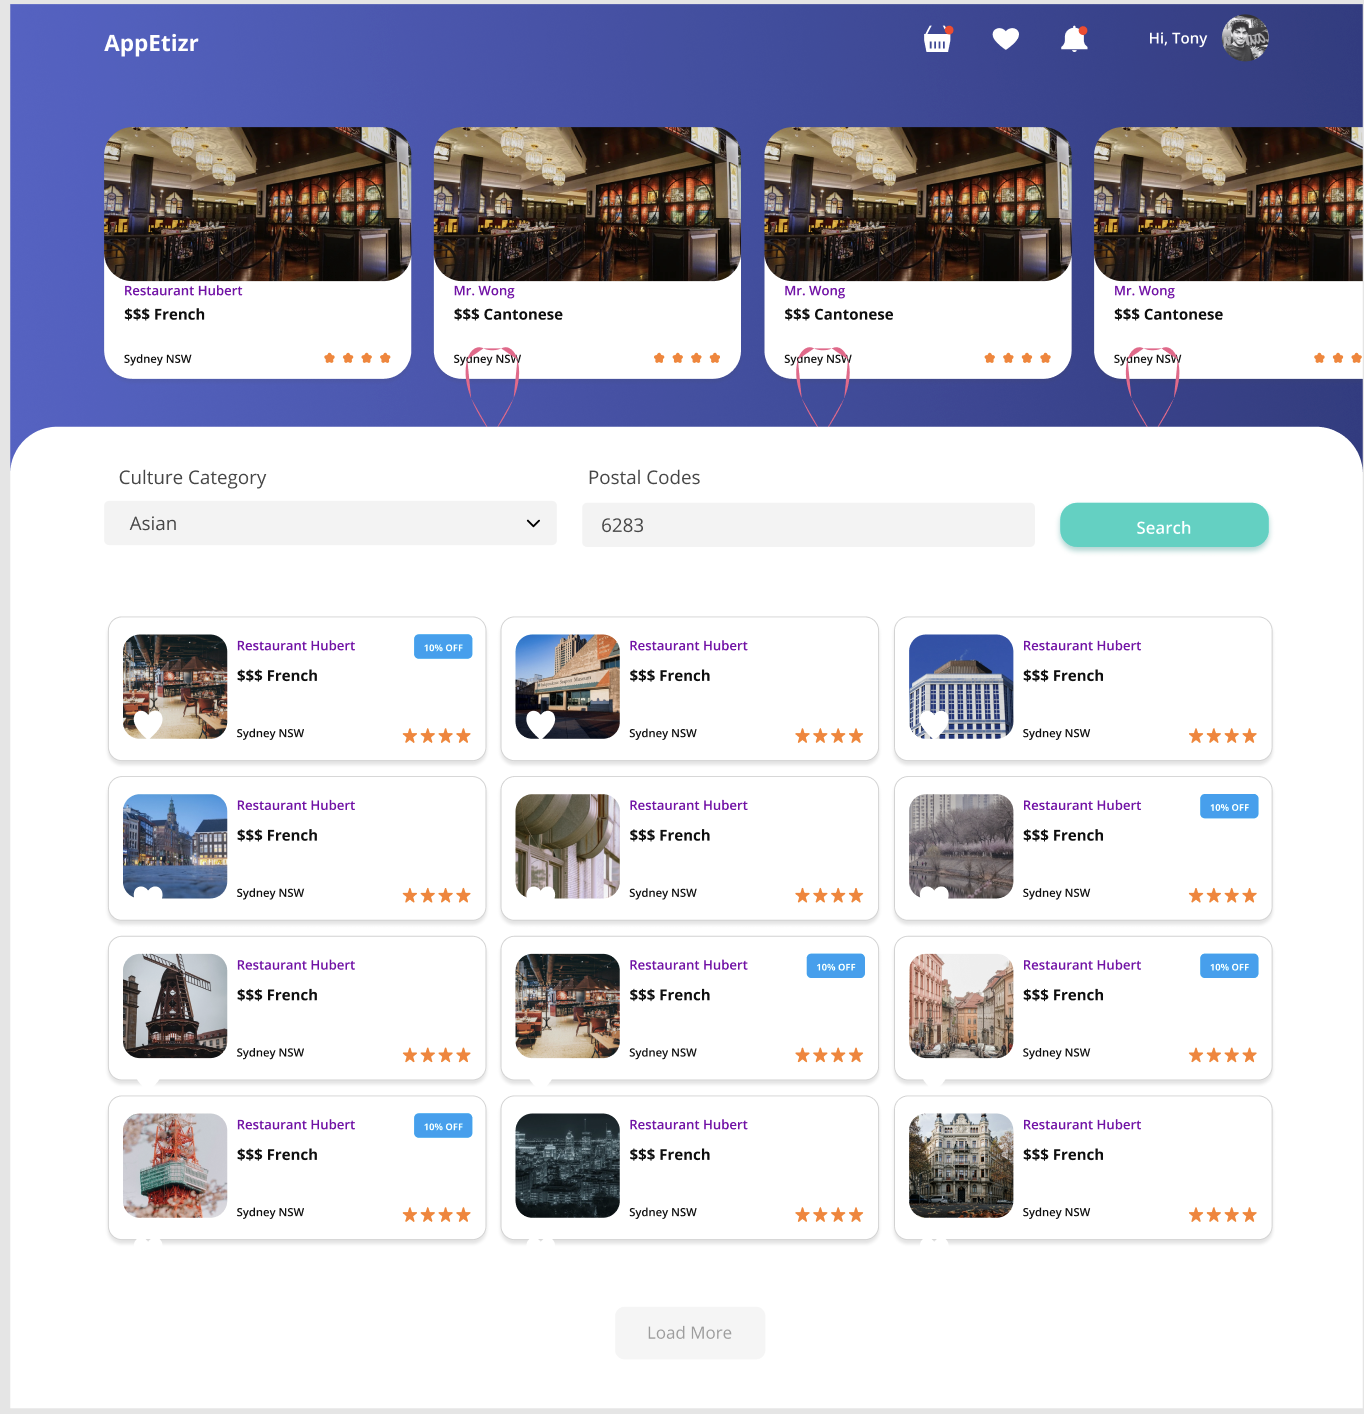 AppEtizr
Hi, Tony
Restaurant Hubert
$$$ French
Sydney NSW
Mr. Wong
$$$ Cantonese
Sydney NSW
Mr. Wong
$$$ Cantonese
Sydney NSW
Mr. Wong
$$$ Cantonese
Sydney NSW
Culture Category
Asian
Postal Codes
6283
Search
Restaurant Hubert
10% OFF
$$$ French
Sydney NSW
Restaurant Hubert
$$$ French
Sydney NSW
Restaurant Hubert
$$$ French
Sydney NSW
Restaurant Hubert
$$$ French
Sydney NSW
Restaurant Hubert
$$$ French
Sydney NSW
Restaurant Hubert
10% OFF
$$$ French
Sydney NSW
Restaurant Hubert
$$$ French
Sydney NSW
Restaurant Hubert
10% OFF
$$$ French
Sydney NSW
Restaurant Hubert
10% OFF
$$$ French
Sydney NSW
Restaurant Hubert
10% OFF
$$$ French
Sydney NSW
Restaurant Hubert
$$$ French
Sydney NSW
Restaurant Hubert
$$$ French
Sydney NSW
Load More